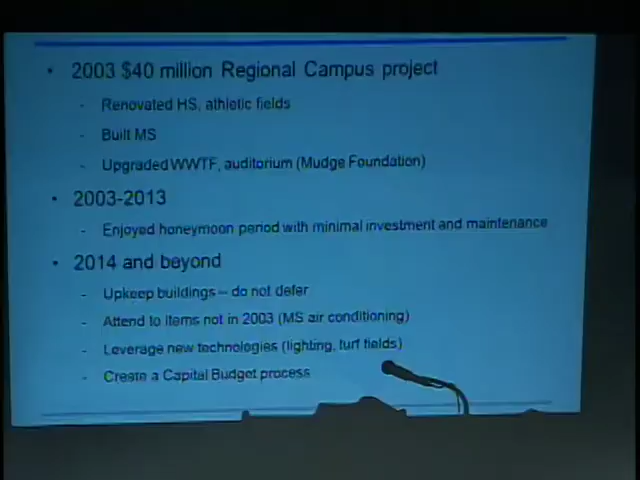 • 2003 $40 million Regional Campus project
- Renovated HS, athletic fields
- Built MS
- Upgraded WWTF, auditorium (Mudge Foundation)
• 2003-2013
- Enjoyed honeymoon period with minimal investment and maintenance
• 2014 and beyond
- Upkeep buildings – do not defer
- Attend to items not in 2003 (MS air conditioning)
- Leverage new technologies (lighting, turf fields)
- Create a Capital Budget process